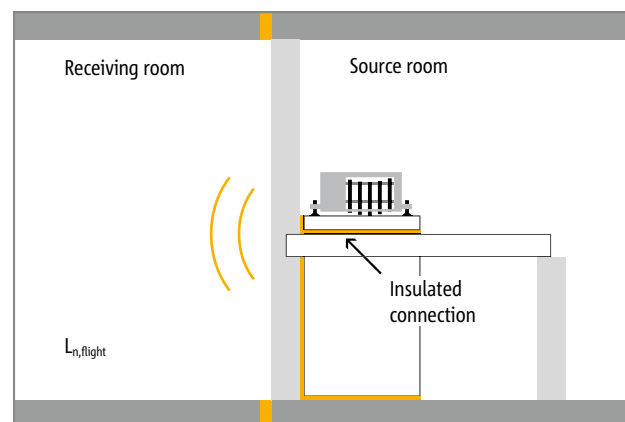 Receiving room
Source room
Insulated
connection
Ln,flight